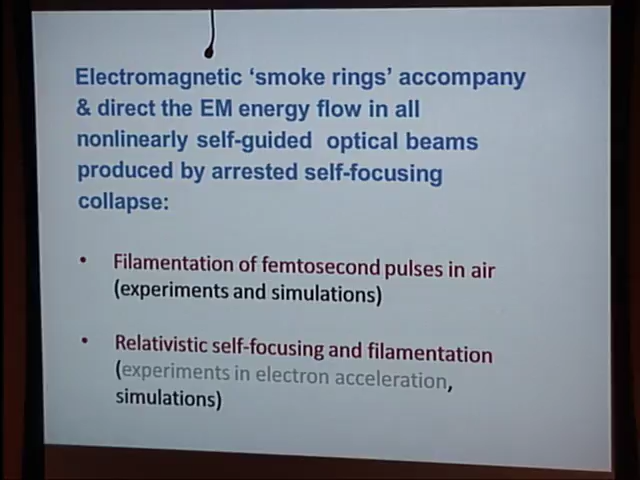 Electromagnetic ‘smoke rings’ accompany
& direct the EM energy flow in all
nonlinearly self-guided optical beams
produced by arrested self-focusing
collapse:
• Filamentation of femtosecond pulses in air
(experiments and simulations)
• Relativistic self-focusing and filamentation
(experiments in electron acceleration,
simulations)